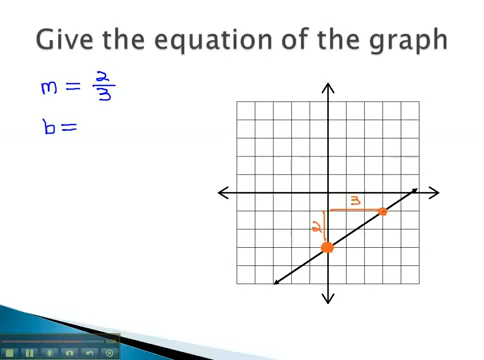 Give the equation of the graph
m = 2/3
b =
3
2